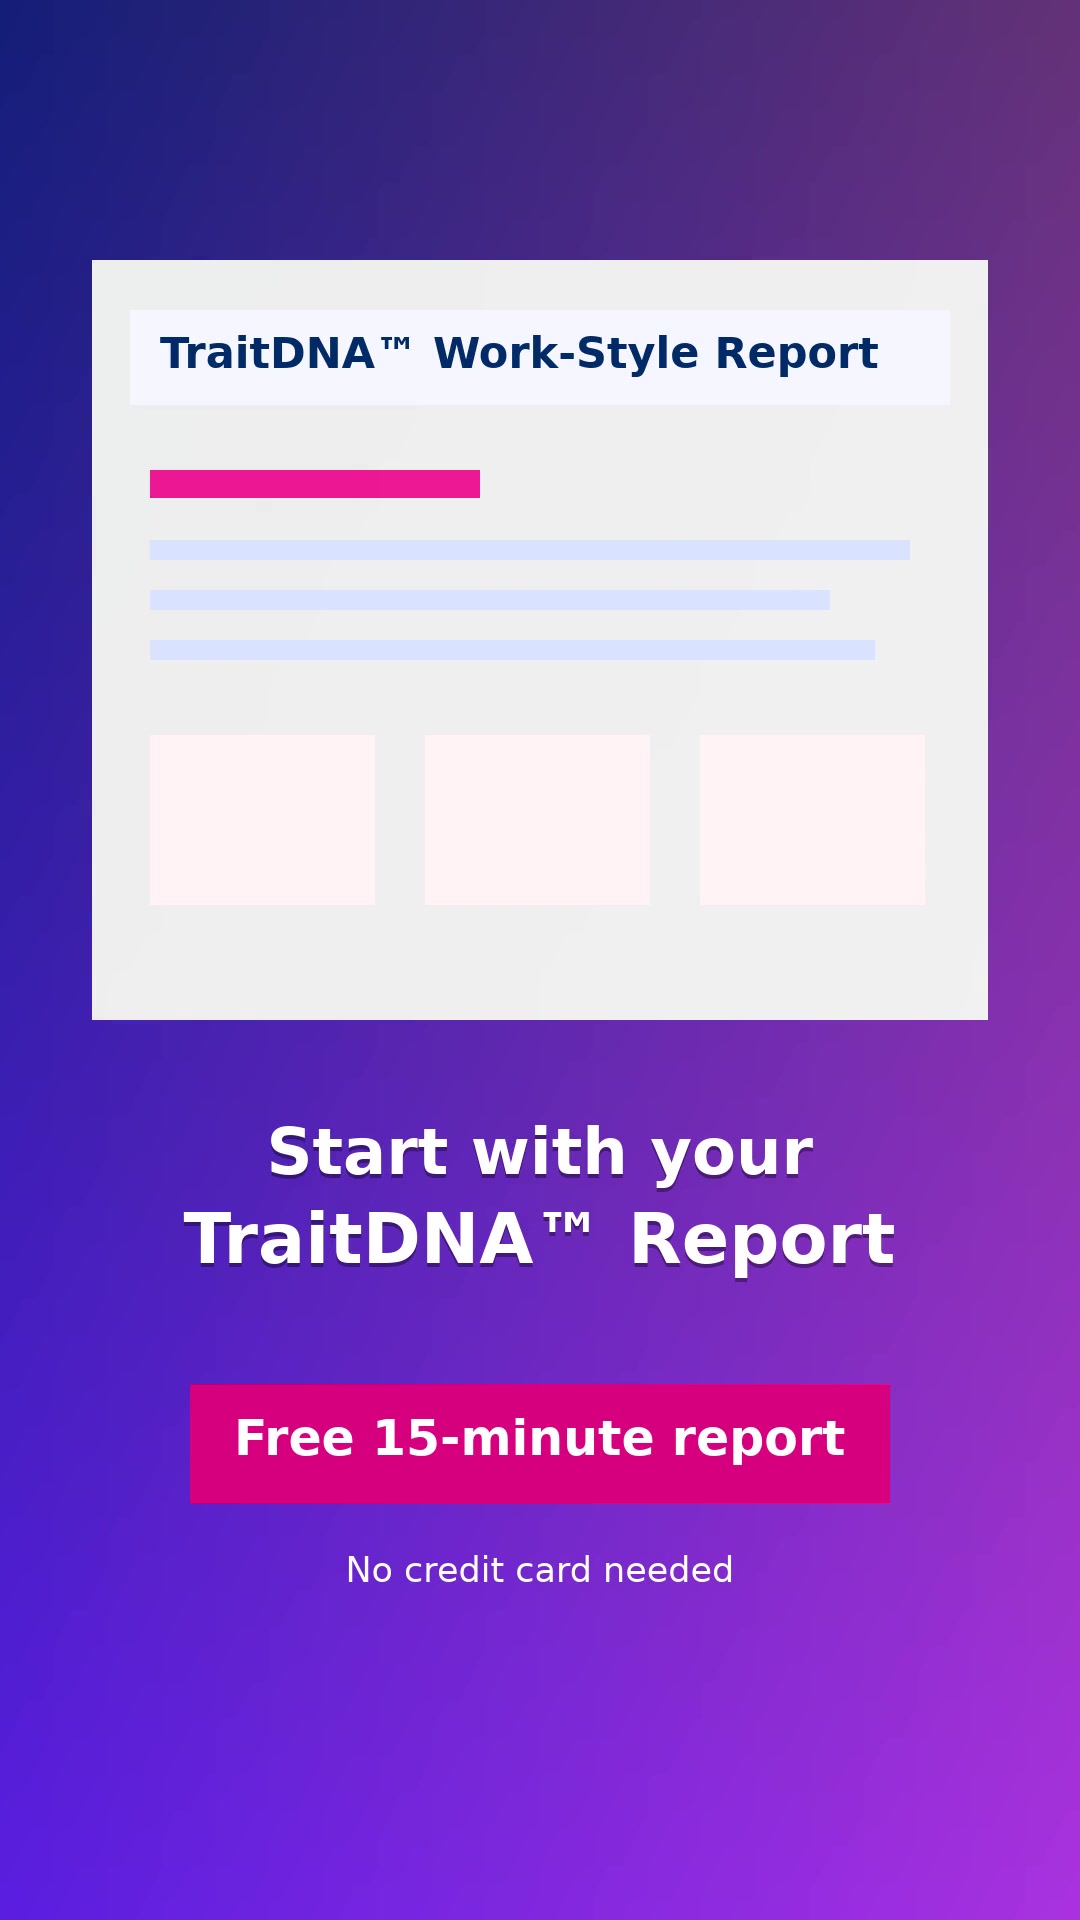 TraitDNA™ Work-Style Report
Start with your
TraitDNA™ Report
Free 15-minute report
No credit card needed